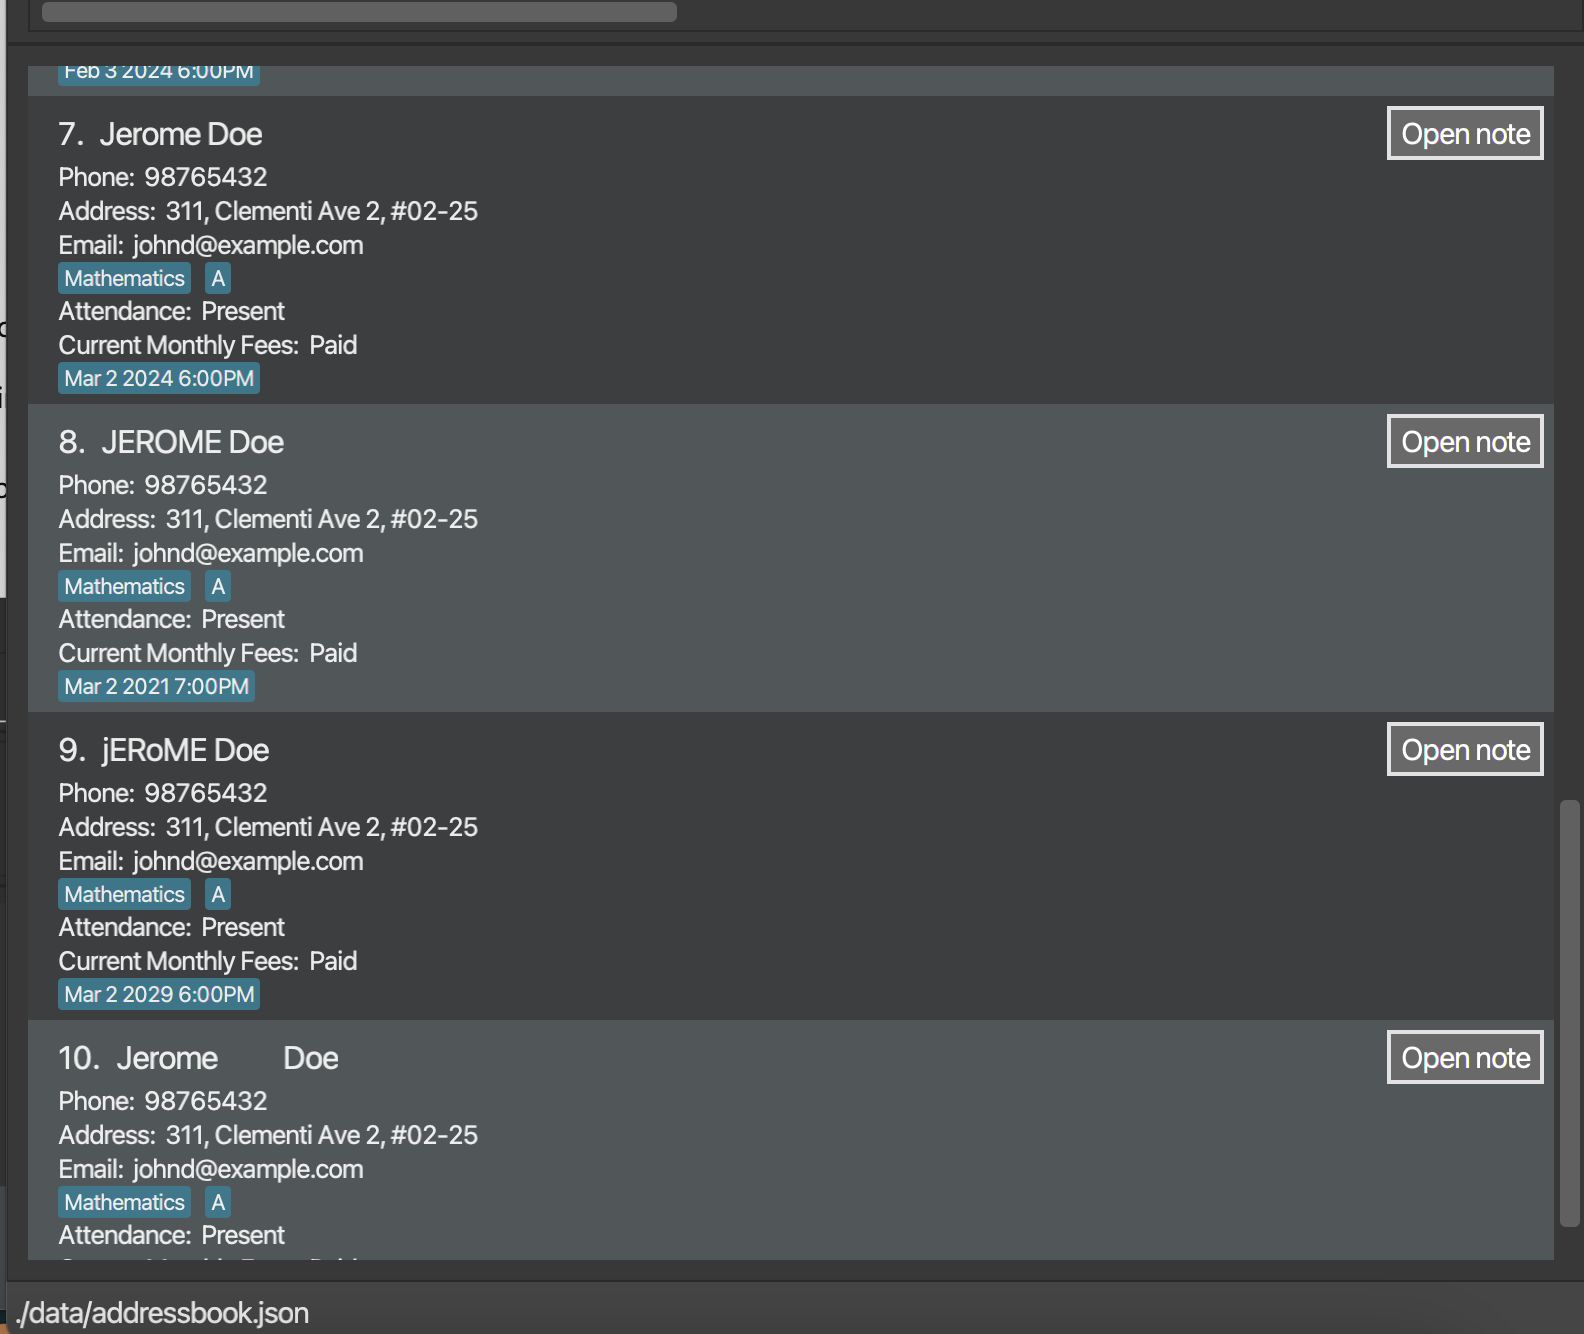 Feb 3 2024 6:00PM
7. Jerome Doe
Open note
Phone: 98765432
Address: 311, Clementi Ave 2, #02-25
Email: johnd@example.com
Mathematics A
Attendance: Present
Current Monthly Fees: Paid
Mar 2 2024 6:00PM
8. JEROME Doe
Open note
Phone: 98765432
Address: 311, Clementi Ave 2, #02-25
Email: johnd@example.com
Mathematics A
Attendance: Present
Current Monthly Fees: Paid
Mar 2 2021 7:00PM
9. jERoME Doe
Open note
Phone: 98765432
Address: 311, Clementi Ave 2, #02-25
Email: johnd@example.com
Mathematics A
Attendance: Present
Current Monthly Fees: Paid
Mar 2 2029 6:00PM
10. Jerome Doe
Open note
Phone: 98765432
Address: 311, Clementi Ave 2, #02-25
Email: johnd@example.com
Mathematics A
Attendance: Present
./data/addressbook.json